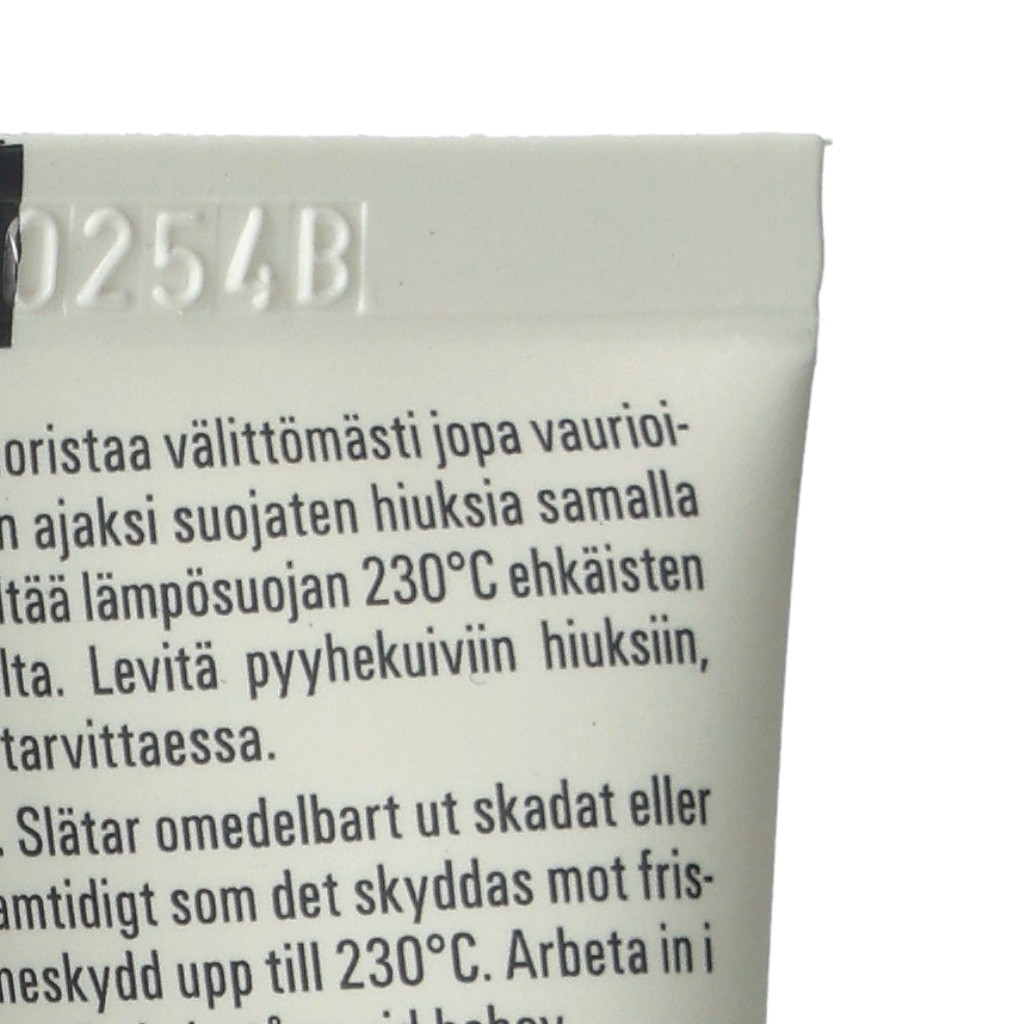 0254B
oristaa välittömästi jopa vaurioi-
n ajaksi suojaten hiuksia samalla
ltää lämpösuojan 230°C ehkäisten
lta. Levitä pyyhekuiviin hiuksiin,
tarvittaessa.
. Slätar omedelbart ut skadat eller
amtidigt som det skyddas mot fris-
meskydd upp till 230°C. Arbeta in i